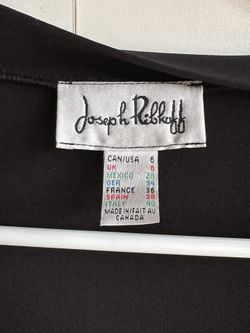 Joseph Ribkoff
CAN/USA 6
UK 8
MEXICO 28
GER 34
FRANCE 36
SPAIN 38
ITALY 40
MADE IN/FAIT AU
CANADA